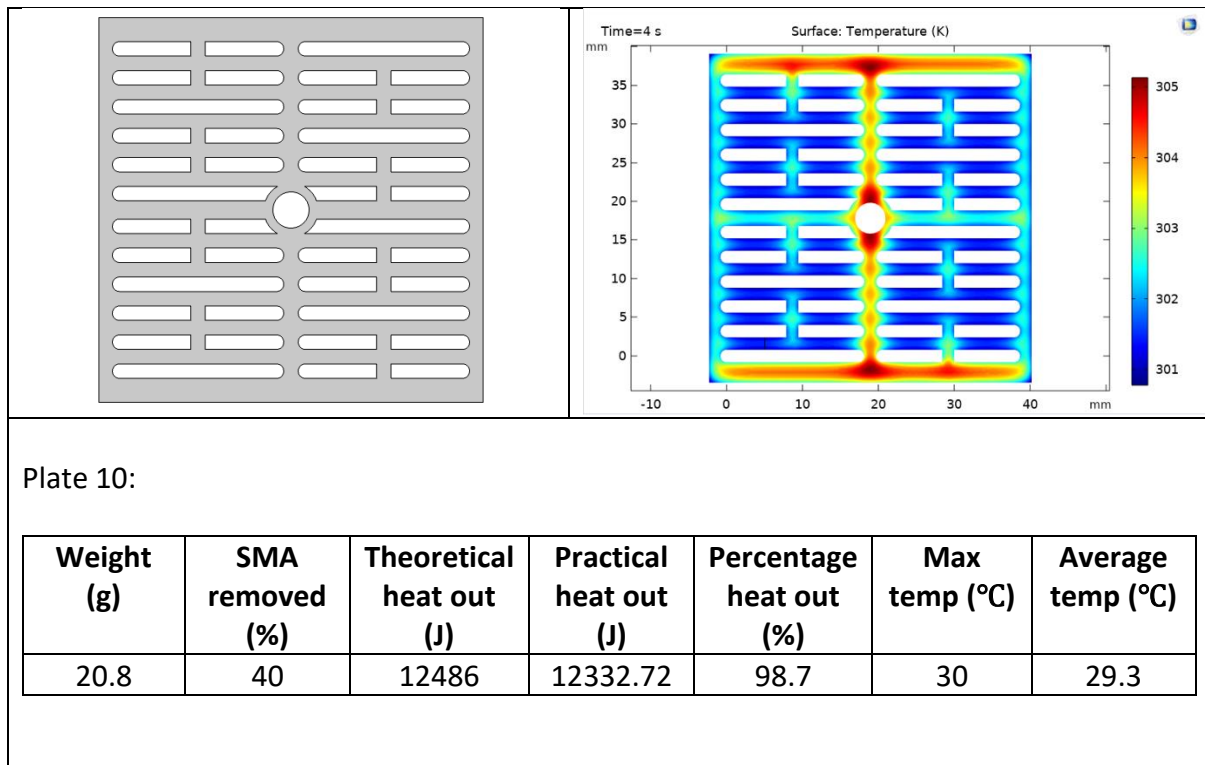 Time=4 s
Surface: Temperature (K)
mm
35
30
25
20
15
10
5
0
-10
0
10
20
30
40
mm
305
304
303
302
301
Plate 10:
Weight (g)
SMA removed (%)
Theoretical heat out (J)
Practical heat out (J)
Percentage heat out (%)
Max temp (℃)
Average temp (℃)
20.8
40
12486
12332.72
98.7
30
29.3